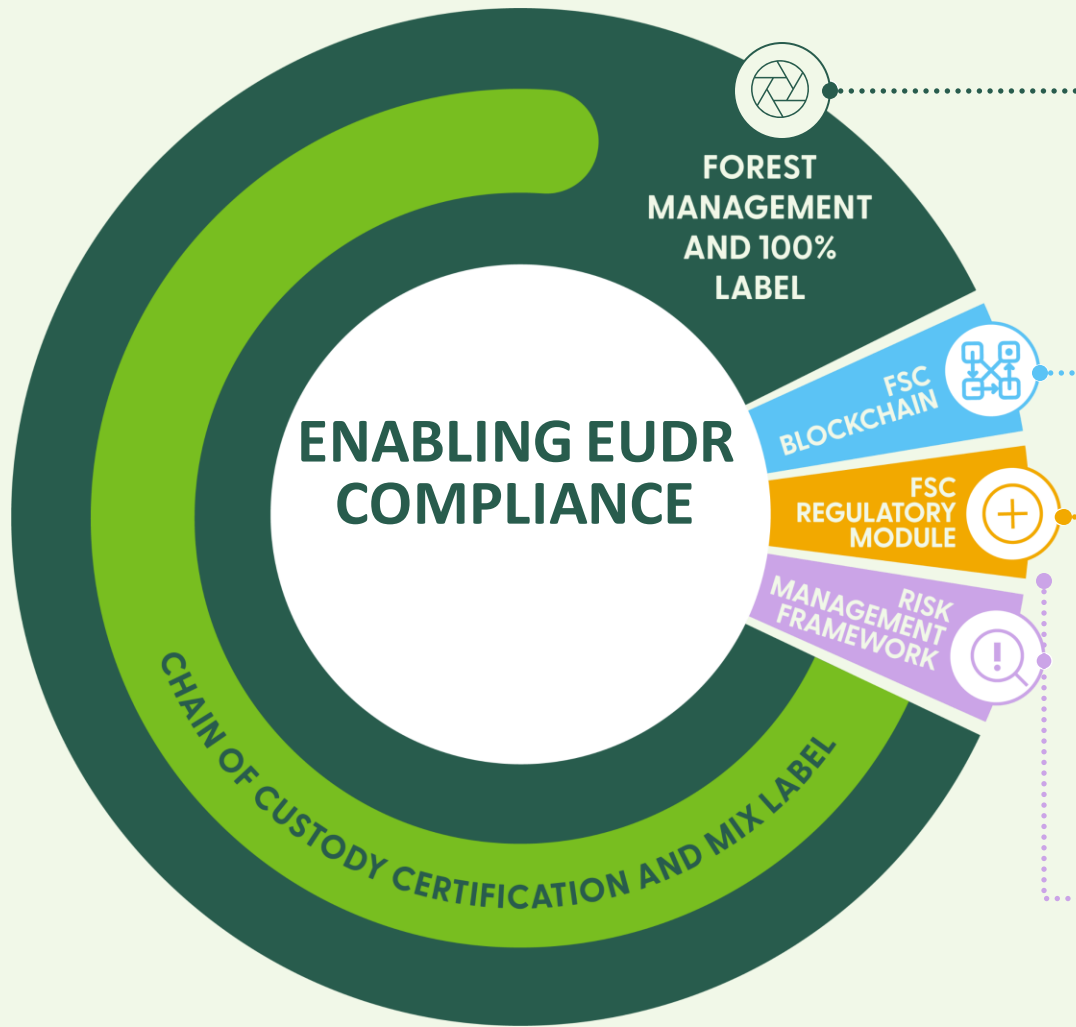 FOREST
MANAGEMENT
AND 100%
LABEL
FSC
BLOCKCHAIN
ENABLING EUDR
COMPLIANCE
FSC
REGULATORY
MODULE
RISK
MANAGEMENT
FRAMEWORK
CHAIN OF CUSTODY CERTIFICATION AND MIX LABEL